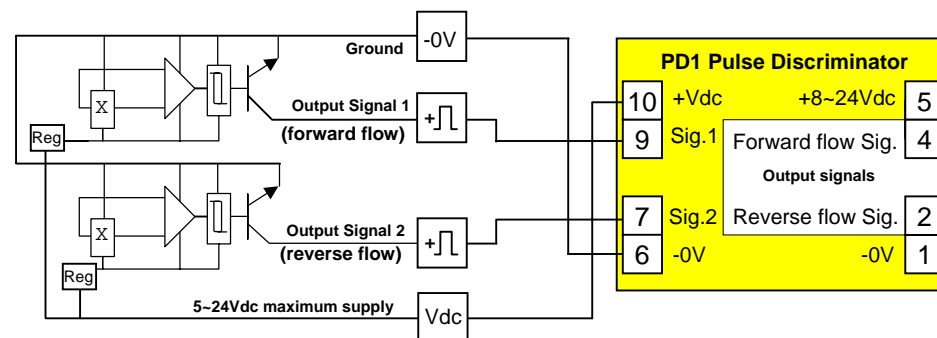 Ground
-0V
PD1 Pulse Discriminator
10 +Vdc +8~24Vdc 5
X
Output Signal 1
(forward flow)
+
9 Sig.1 Forward flow Sig. 4
Reg
Output signals
X
Output Signal 2
(reverse flow)
+
7 Sig.2 Reverse flow Sig. 2
6 -0V -0V 1
Reg
5~24Vdc maximum supply
Vdc